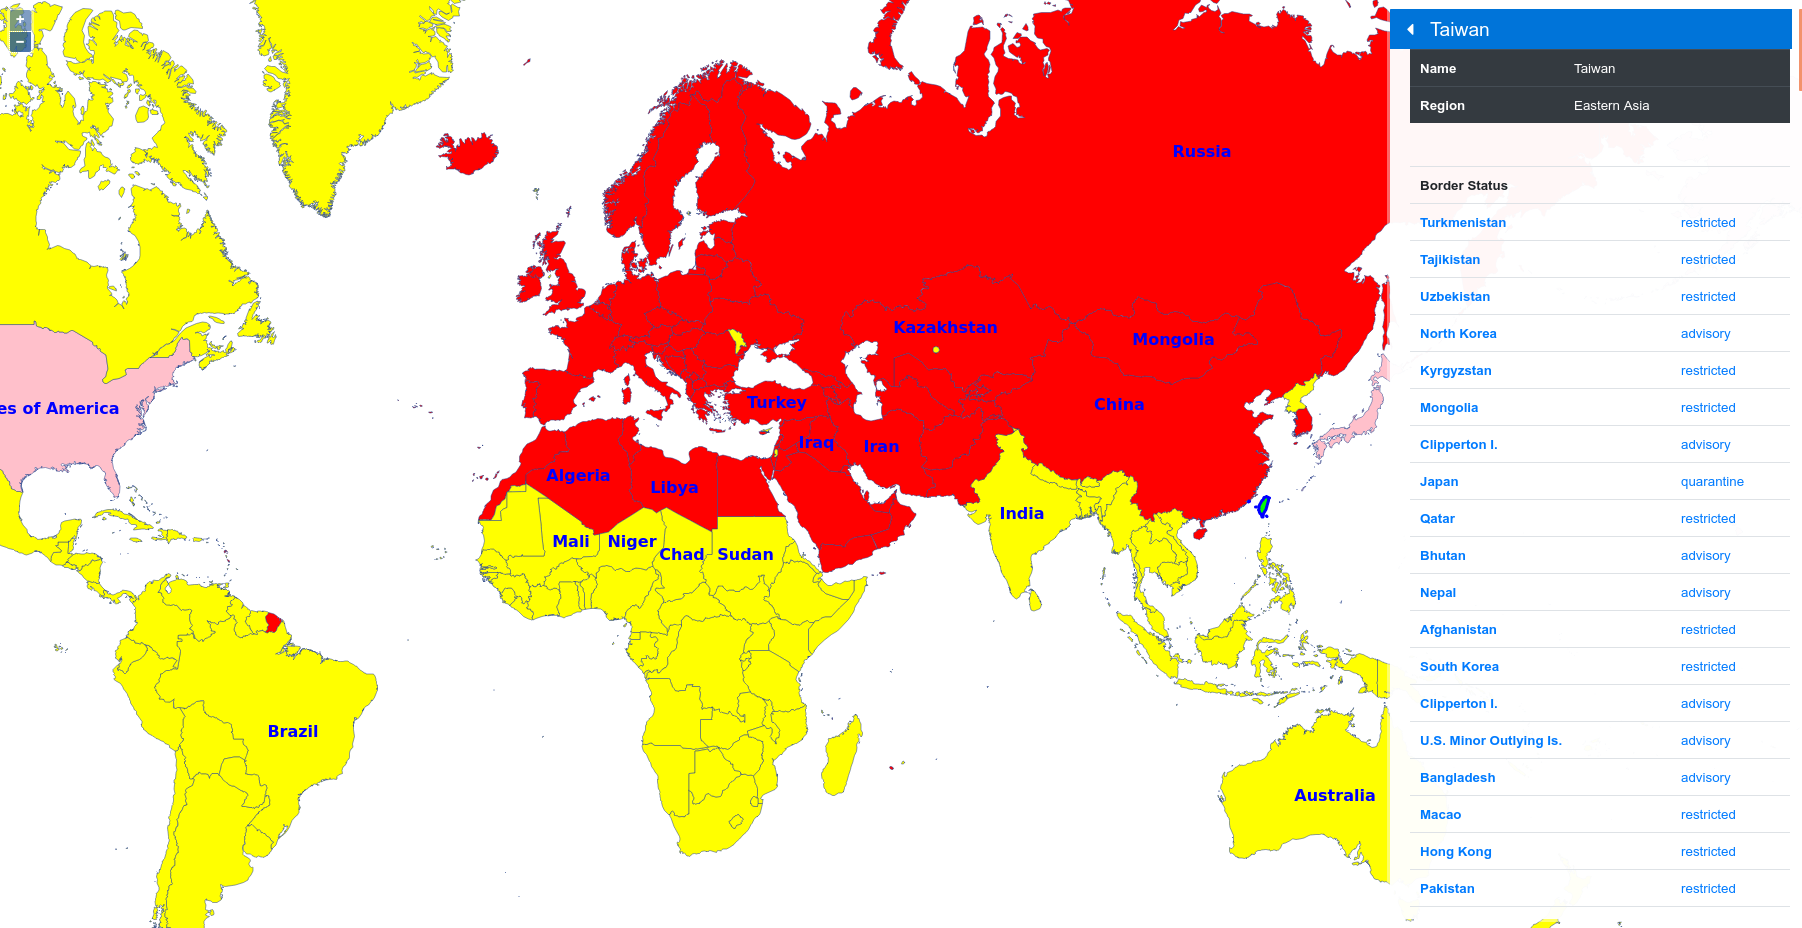 +
−
Russia
Kazakhstan
Mongolia
es of America
Turkey
China
Iraq
Iran
Algeria
Libya
India
Mali
Niger
Chad
Sudan
Brazil
Australia
Taiwan
Name Taiwan
Region Eastern Asia
Border Status
Turkmenistan restricted
Tajikistan restricted
Uzbekistan restricted
North Korea advisory
Kyrgyzstan restricted
Mongolia restricted
Clipperton I. advisory
Japan quarantine
Qatar restricted
Bhutan advisory
Nepal advisory
Afghanistan restricted
South Korea restricted
Clipperton I. advisory
U.S. Minor Outlying Is. advisory
Bangladesh advisory
Macao restricted
Hong Kong restricted
Pakistan restricted